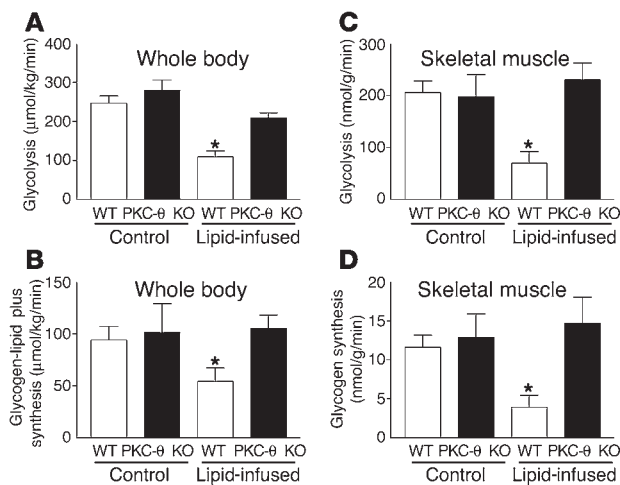 A
Whole body
Glycolysis (μmol/kg/min)
400
300
200
100
0
*
WT PKC-θ KO WT PKC-θ KO
Control Lipid-infused
C
Skeletal muscle
Glycolysis (nmol/g/min)
300
200
100
0
*
WT PKC-θ KO WT PKC-θ KO
Control Lipid-infused
B
Whole body
Glycogen-lipid plus
synthesis (μmol/kg/min)
150
100
50
0
*
WT PKC-θ KO WT PKC-θ KO
Control Lipid-infused
D
Skeletal muscle
Glycogen synthesis
(nmol/g/min)
20
15
10
5
0
*
WT PKC-θ KO WT PKC-θ KO
Control Lipid-infused